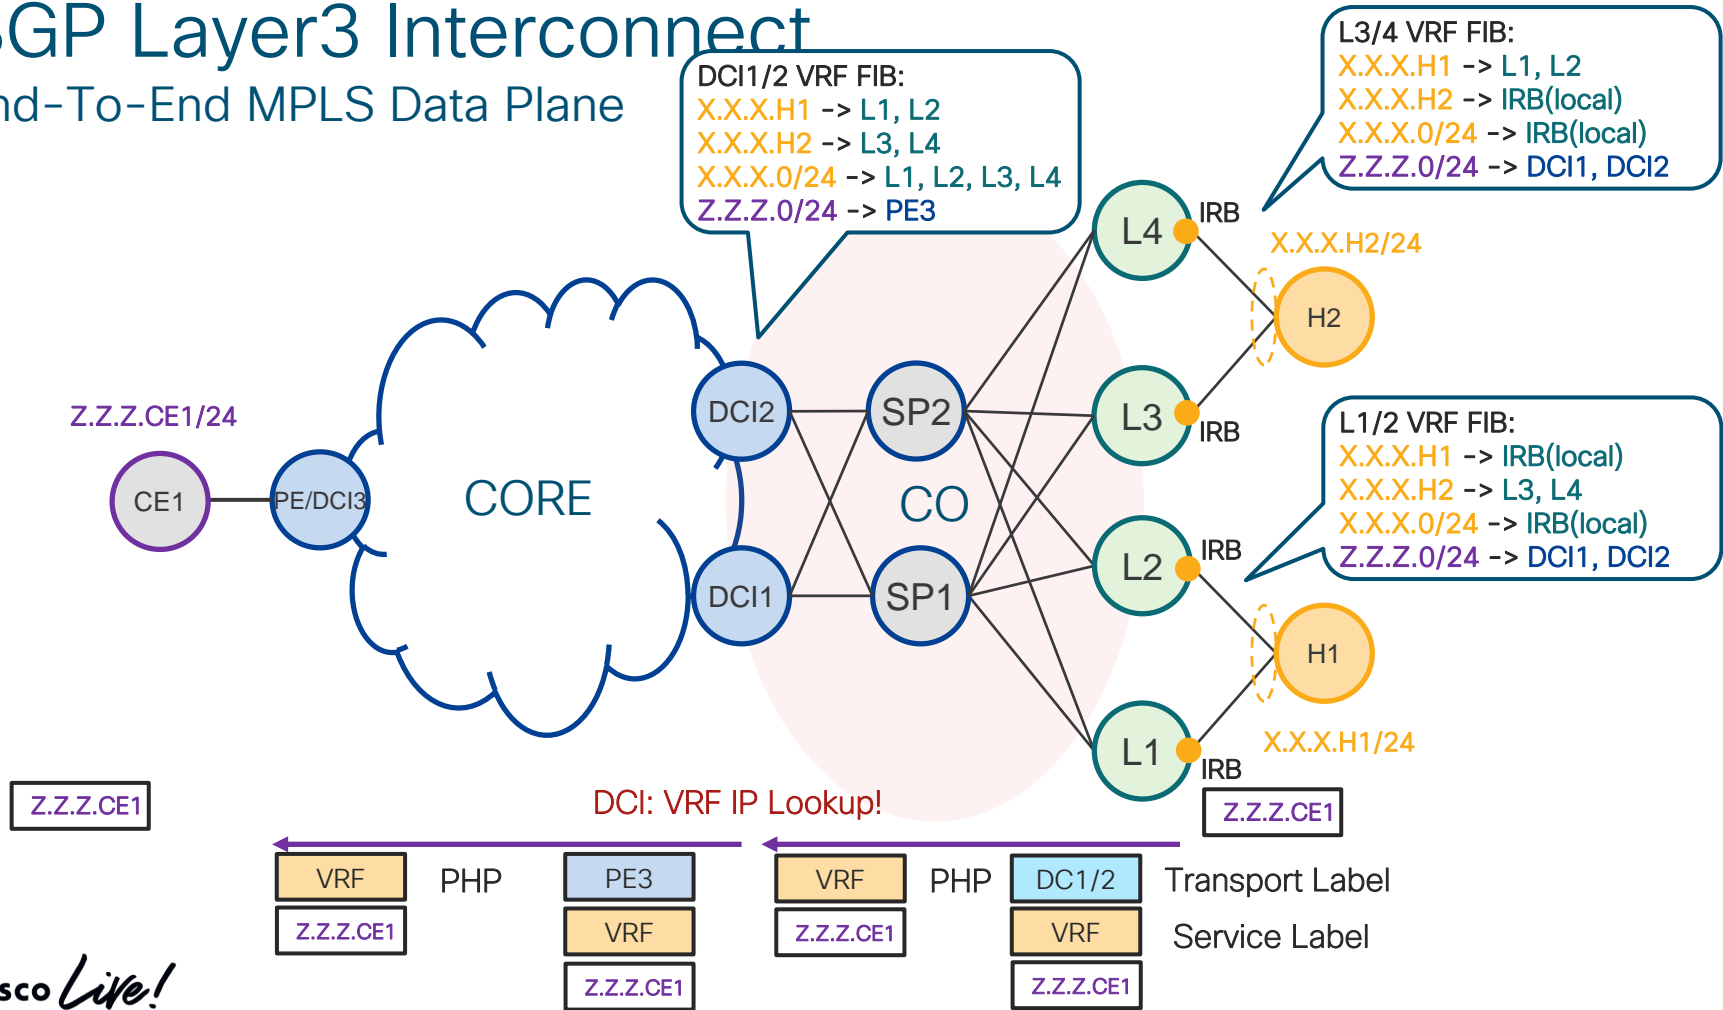 GP Layer3 Interconnect
nd-To-End MPLS Data Plane
DCI1/2 VRF FIB:
X.X.X.H1 -> L1, L2
X.X.X.H2 -> L3, L4
X.X.X.0/24 -> L1, L2, L3, L4
Z.Z.Z.0/24 -> PE3
L3/4 VRF FIB:
X.X.X.H1 -> L1, L2
X.X.X.H2 -> IRB(local)
X.X.X.0/24 -> IRB(local)
Z.Z.Z.0/24 -> DCI1, DCI2
L4
IRB
X.X.X.H2/24
H2
DCI2
SP2
L3
IRB
Z.Z.Z.CE1/24
CE1
PE/DCI3
CORE
CO
L1/2 VRF FIB:
X.X.X.H1 -> IRB(local)
X.X.X.H2 -> L3, L4
X.X.X.0/24 -> IRB(local)
Z.Z.Z.0/24 -> DCI1, DCI2
DCI1
SP1
L2
IRB
H1
L1
IRB
X.X.X.H1/24
Z.Z.Z.CE1
DCI: VRF IP Lookup!
Z.Z.Z.CE1
VRF
PHP
PE3
VRF
PHP
DC1/2
Transport Label
Z.Z.Z.CE1
VRF
Z.Z.Z.CE1
VRF
Service Label
Z.Z.Z.CE1
Z.Z.Z.CE1
sco Live!